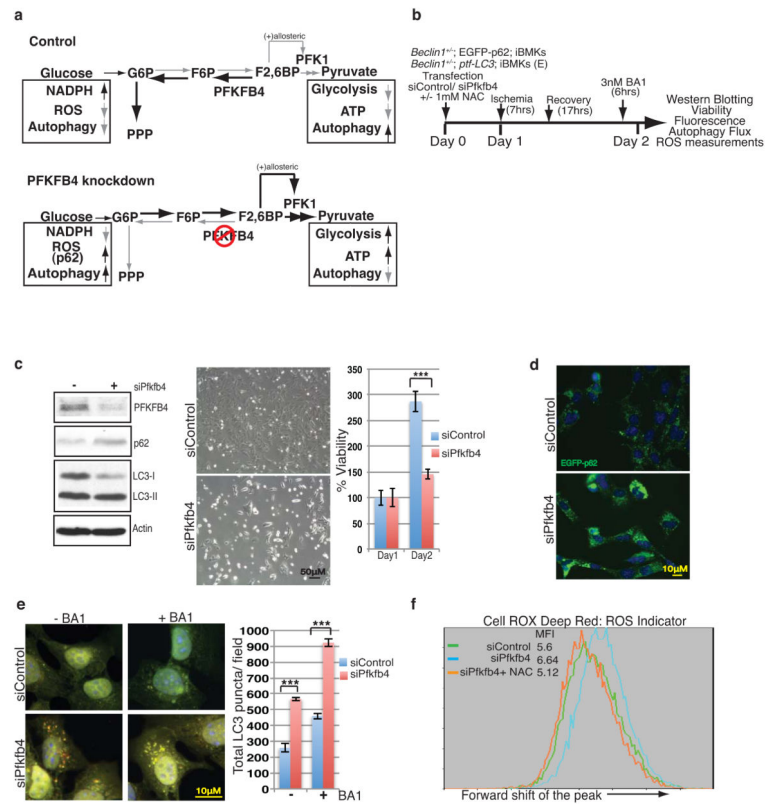 a
Control
(+)allosteric
PFK1
Glucose G6P F6P F2,6BP Pyruvate
PFKFB4
NADPH
ROS
Autophagy
PPP
Glycolysis
ATP
Autophagy
PFKFB4 knockdown
(+)allosteric
PFK1
Glucose G6P F6P F2,6BP Pyruvate
PFKFB4
NADPH
ROS
(p62)
Autophagy
PPP
Glycolysis
ATP
Autophagy
b
Beclin1+/-; EGFP-p62; iBMKs
Beclin1+/-; ptf-LC3; iBMKs (E)
Transfection
siControl/ siPfkfb4
+/- 1mM NAC
Ischemia
(7hrs)
Recovery
(17hrs)
3nM BA1
(6hrs)
Day 0 Day 1 Day 2
Western Blotting
Viability
Fluorescence
Autophagy Flux
ROS measurements
c
- + siPfkfb4
PFKFB4
p62
LC3-I
LC3-II
Actin
siControl
siPfkfb4
50µM
% Viability
350
300
250
200
150
100
50
0
***
Day1 Day2
siControl
siPfkfb4
d
siControl
EGFP-p62
siPfkfb4
10µM
e
- BA1 + BA1
siControl
siPfkfb4
10µM
Total LC3 puncta/ field
1000
900
800
700
600
500
400
300
200
100
0
***
***
- + BA1
siControl
siPfkfb4
f
Cell ROX Deep Red: ROS Indicator
MFI
siControl 5.6
siPfkfb4 6.64
siPfkfb4+ NAC 5.12
Forward shift of the peak